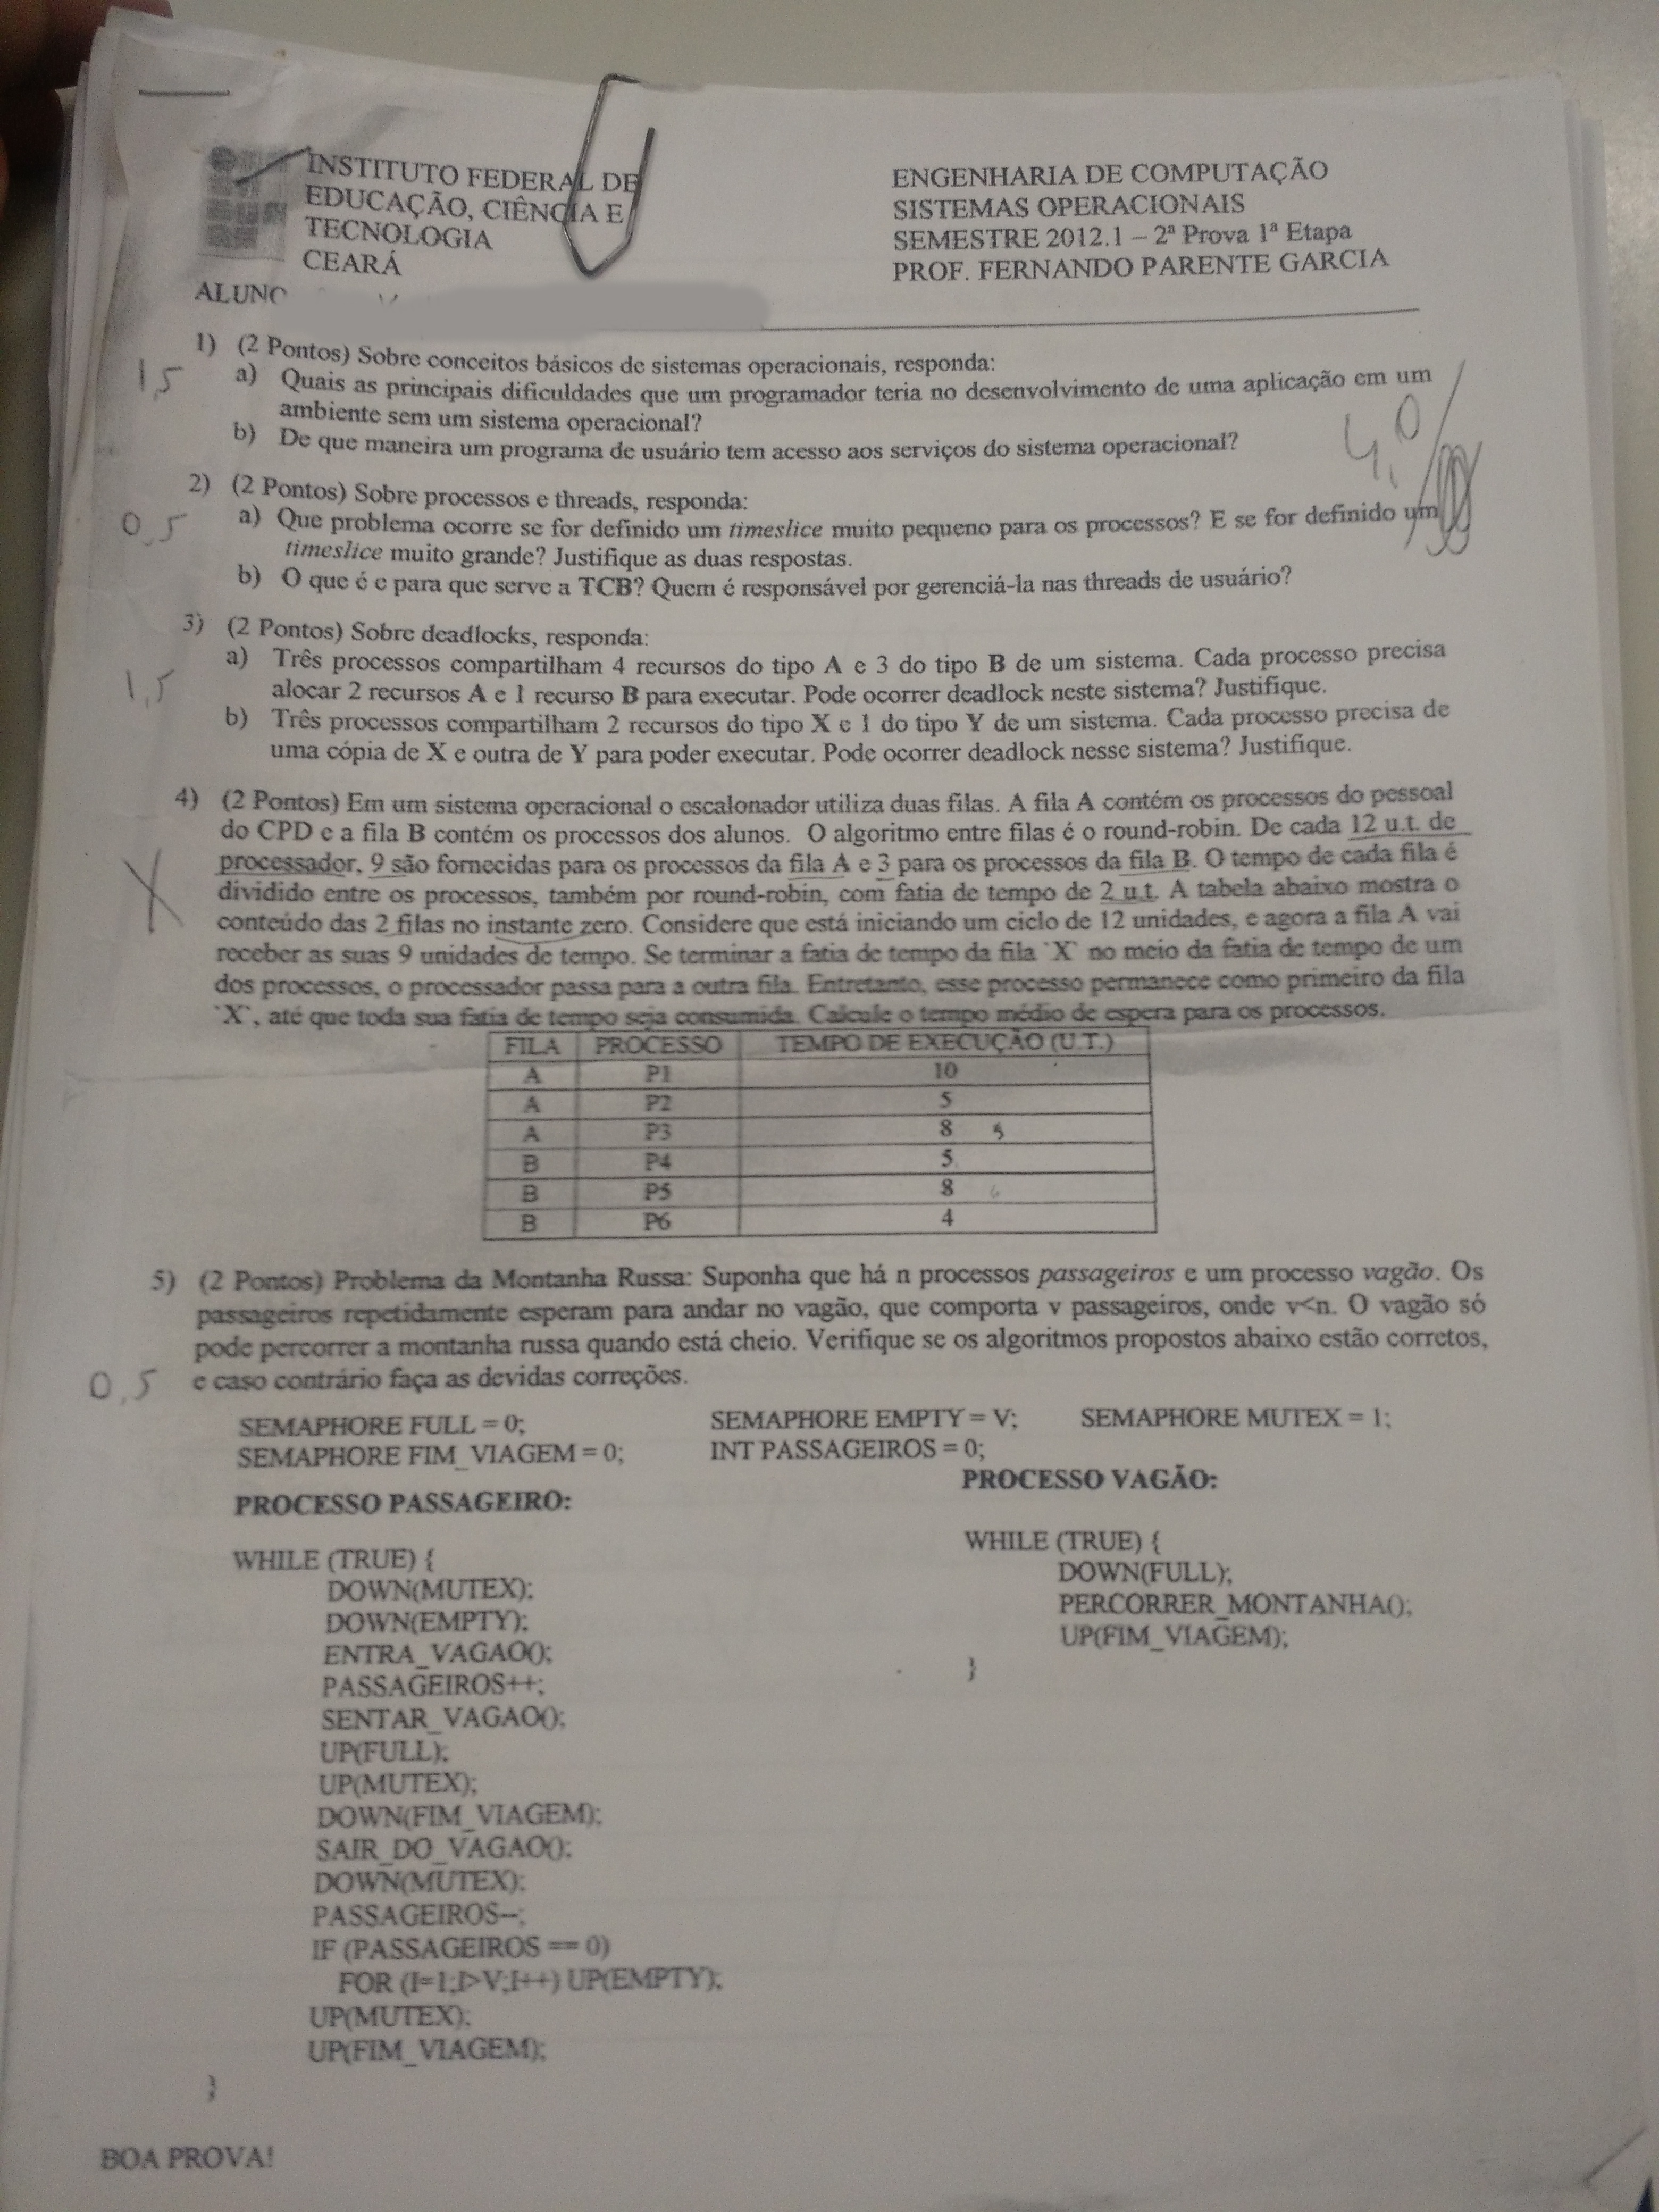 INSTITUTO FEDERAL DE
EDUCAÇÃO, CIÊNCIA E
TECNOLOGIA
CEARÁ
ENGENHARIA DE COMPUTAÇÃO
SISTEMAS OPERACIONAIS
SEMESTRE 2012.1 – 2ª Prova 1ª Etapa
PROF. FERNANDO PARENTE GARCIA
ALUNO
1) (2 Pontos) Sobre conceitos básicos de sistemas operacionais, responda:
1,5
a) Quais as principais dificuldades que um programador teria no desenvolvimento de uma aplicação em um
ambiente sem um sistema operacional?
b) De que maneira um programa de usuário tem acesso aos serviços do sistema operacional?
4,0
2) (2 Pontos) Sobre processos e threads, responda:
0,5
a) Que problema ocorre se for definido um timeslice muito pequeno para os processos? E se for definido um
timeslice muito grande? Justifique as duas respostas.
b) O que é e para que serve a TCB? Quem é responsável por gerenciá-la nas threads de usuário?
3) (2 Pontos) Sobre deadlocks, responda:
1,5
a) Três processos compartilham 4 recursos do tipo A e 3 do tipo B de um sistema. Cada processo precisa
alocar 2 recursos A e 1 recurso B para executar. Pode ocorrer deadlock neste sistema? Justifique.
b) Três processos compartilham 2 recursos do tipo X e 1 do tipo Y de um sistema. Cada processo precisa de
uma cópia de X e outra de Y para poder executar. Pode ocorrer deadlock nesse sistema? Justifique.
4) (2 Pontos) Em um sistema operacional o escalonador utiliza duas filas. A fila A contém os processos do pessoal
do CPD e a fila B contém os processos dos alunos. O algoritmo entre filas é o round-robin. De cada 12 u.t. de
processador, 9 são fornecidas para os processos da fila A e 3 para os processos da fila B. O tempo de cada fila é
dividido entre os processos, também por round-robin, com fatia de tempo de 2 u.t. A tabela abaixo mostra o
conteúdo das 2 filas no instante zero. Considere que está iniciando um ciclo de 12 unidades, e agora a fila A vai
receber as suas 9 unidades de tempo. Se terminar a fatia de tempo da fila `X` no meio da fatia de tempo de um
dos processos, o processador passa para a outra fila. Entretanto, esse processo permanece como primeiro da fila
`X`, até que toda sua fatia de tempo seja consumida. Calcule o tempo médio de espera para os processos.
FILA PROCESSO TEMPO DE EXECUÇÃO (U.T.)
A P1 10
A P2 5
A P3 8 5
B P4 5
B P5 8 6
B P6 4
5) (2 Pontos) Problema da Montanha Russa: Suponha que há n processos passageiros e um processo vagão. Os
passageiros repetidamente esperam para andar no vagão, que comporta v passageiros, onde v<n. O vagão só
pode percorrer a montanha russa quando está cheio. Verifique se os algoritmos propostos abaixo estão corretos,
0,5
e caso contrário faça as devidas correções.
SEMAPHORE FULL = 0; SEMAPHORE EMPTY = V; SEMAPHORE MUTEX = 1;
SEMAPHORE FIM_VIAGEM = 0; INT PASSAGEIROS = 0;
PROCESSO PASSAGEIRO:
WHILE (TRUE) {
DOWN(MUTEX);
DOWN(EMPTY);
ENTRA_VAGAO();
PASSAGEIROS++;
SENTAR_VAGAO();
UP(FULL);
UP(MUTEX);
DOWN(FIM_VIAGEM);
SAIR_DO_VAGAO();
DOWN(MUTEX);
PASSAGEIROS--;
IF (PASSAGEIROS == 0)
FOR (I=1;I>V;I++) UP(EMPTY);
UP(MUTEX);
UP(FIM_VIAGEM);
}
PROCESSO VAGÃO:
WHILE (TRUE) {
DOWN(FULL);
PERCORRER_MONTANHA();
UP(FIM_VIAGEM);
}
BOA PROVA!